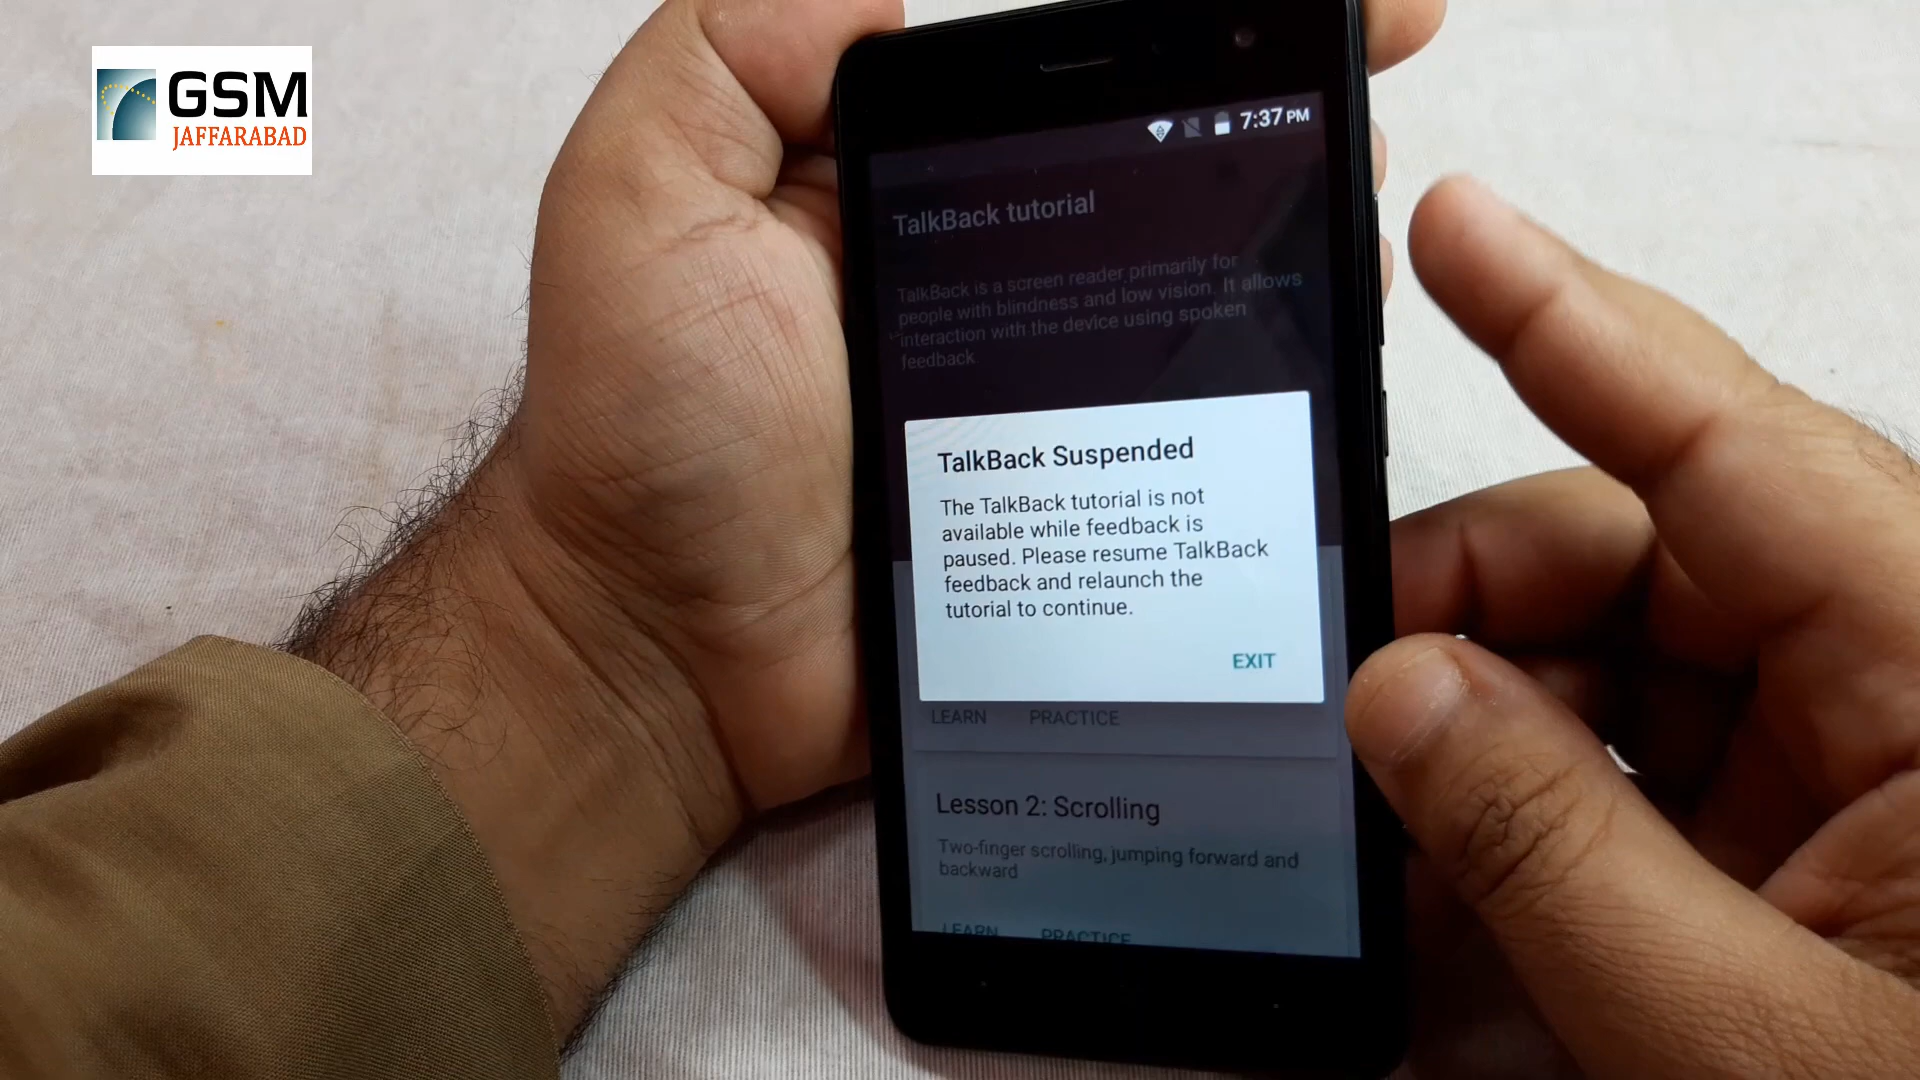 GSM
JAFFARABAD
7:37 PM
TalkBack tutorial
TalkBack is a screen reader primarily for
people with blindness and low vision. It allows
interaction with the device using spoken
feedback
TalkBack Suspended
The TalkBack tutorial is not
available while feedback is
paused. Please resume TalkBack
feedback and relaunch the
tutorial to continue.
EXIT
LEARN PRACTICE
Lesson 2: Scrolling
Two-finger scrolling, jumping forward and
backward
LEARN PRACTICE